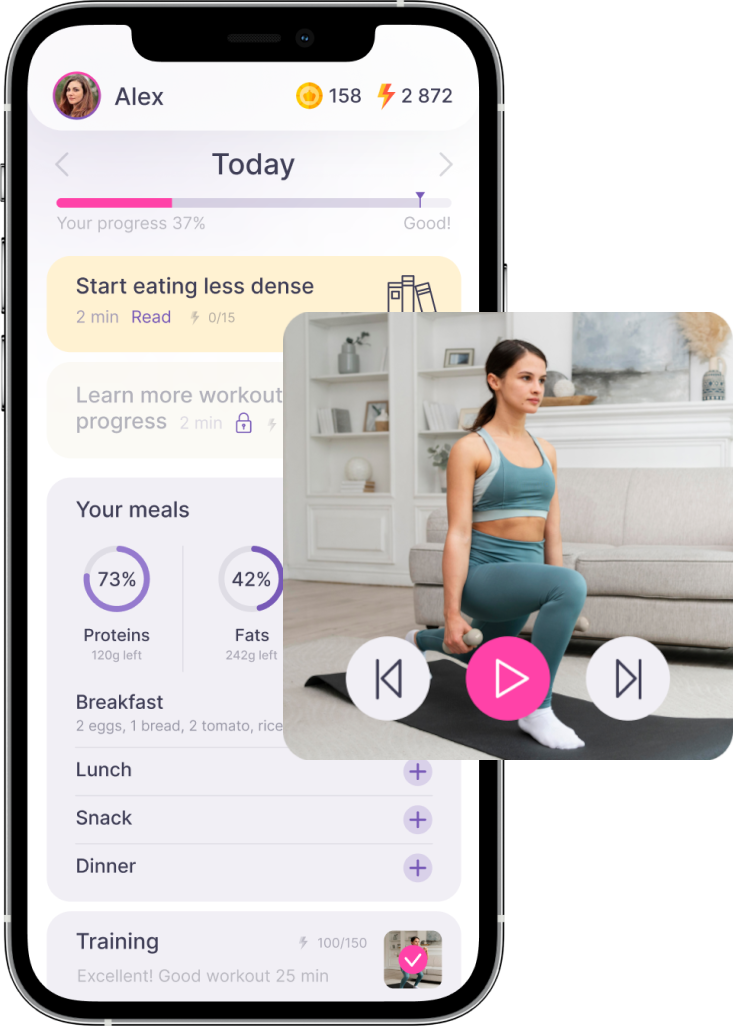 Alex
158
2 872
Today
Your progress 37%
Good!
Start eating less dense
2 min Read 0/15
Learn more workout
progress 2 min
Your meals
73%
42%
Proteins
Fats
120g left
242g left
Breakfast
2 eggs, 1 bread, 2 tomato, rice
Lunch
Snack
Dinner
Training
100/150
Excellent! Good workout 25 min